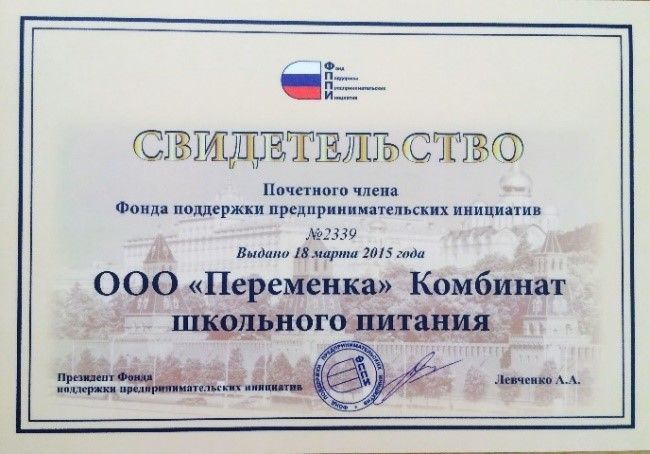 Фонд
Поддержки
Предпринимательских
Инициатив
СВИДЕТЕЛЬСТВО
Почетного члена
Фонда поддержки предпринимательских инициатив
№2339
Выдано 18 марта 2015 года
ООО «Переменка» Комбинат
школьного питания
Президент Фонда
поддержки предпринимательских инициатив
Левченко А.А.